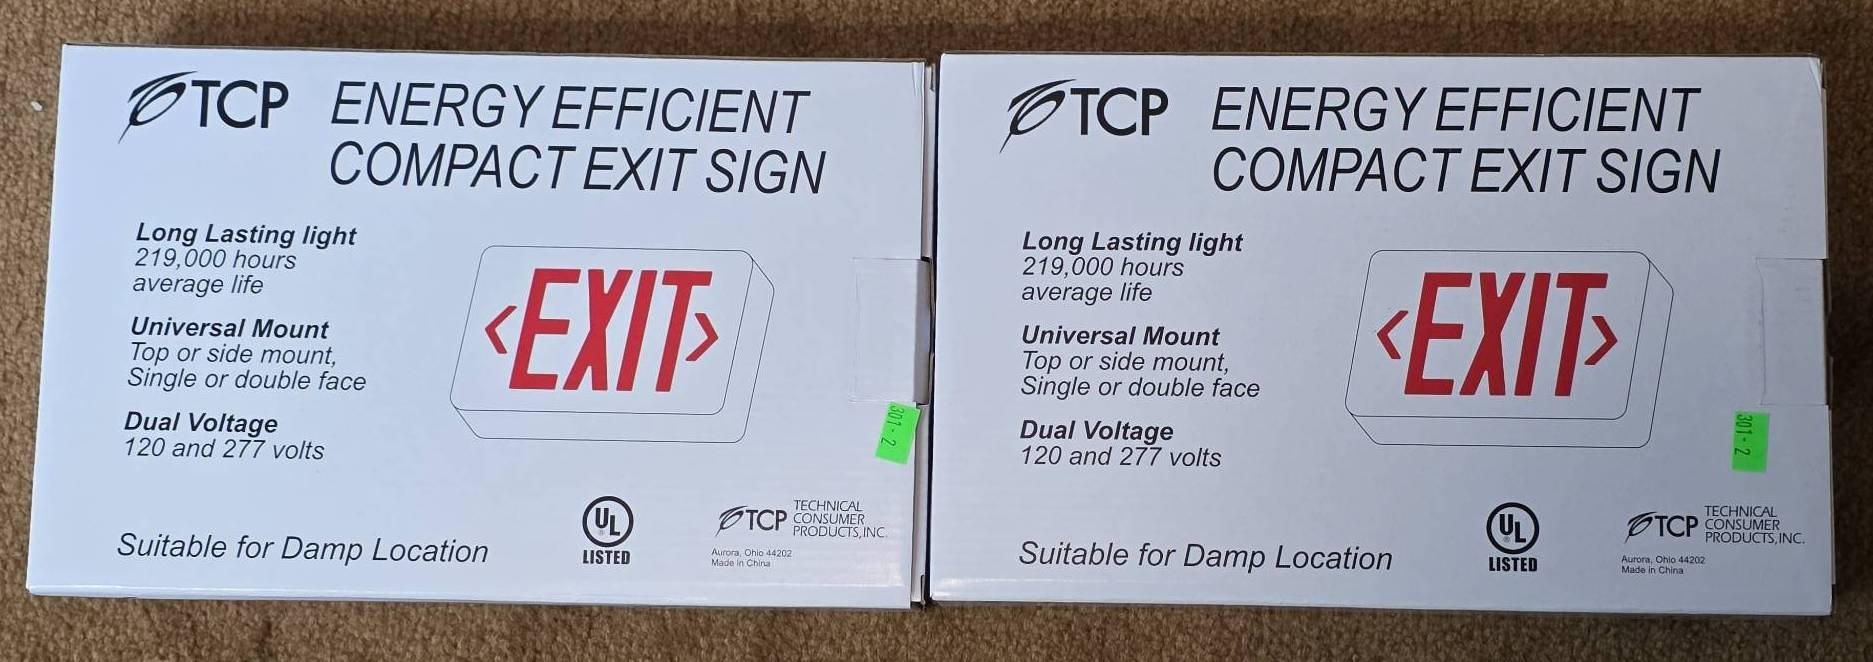 TCP ENERGY EFFICIENT
COMPACT EXIT SIGN
Long Lasting light
219,000 hours
average life
Universal Mount
Top or side mount,
Single or double face
Dual Voltage
120 and 277 volts
<EXIT>
301-2
Suitable for Damp Location
UL
®
LISTED
TCP TECHNICAL
CONSUMER
PRODUCTS, INC.
Aurora, Ohio 44202
Made in China
TCP ENERGY EFFICIENT
COMPACT EXIT SIGN
Long Lasting light
219,000 hours
average life
Universal Mount
Top or side mount,
Single or double face
Dual Voltage
120 and 277 volts
<EXIT>
301-2
Suitable for Damp Location
UL
®
LISTED
TCP TECHNICAL
CONSUMER
PRODUCTS, INC.
Aurora, Ohio 44202
Made in China